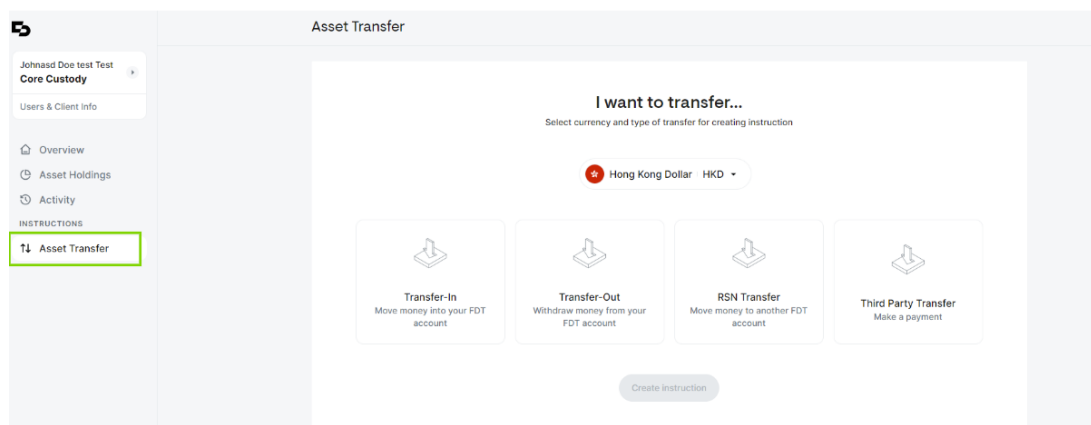 Asset Transfer
Johnasd Doe test Test
Core Custody
Users & Client Info
Overview
Asset Holdings
Activity
INSTRUCTIONS
Asset Transfer
I want to transfer...
Select currency and type of transfer for creating instruction
Hong Kong Dollar HKD
Transfer-In
Move money into your FDT
account
Transfer-Out
Withdraw money from your
FDT account
RSN Transfer
Move money to another FDT
account
Third Party Transfer
Make a payment
Create instruction